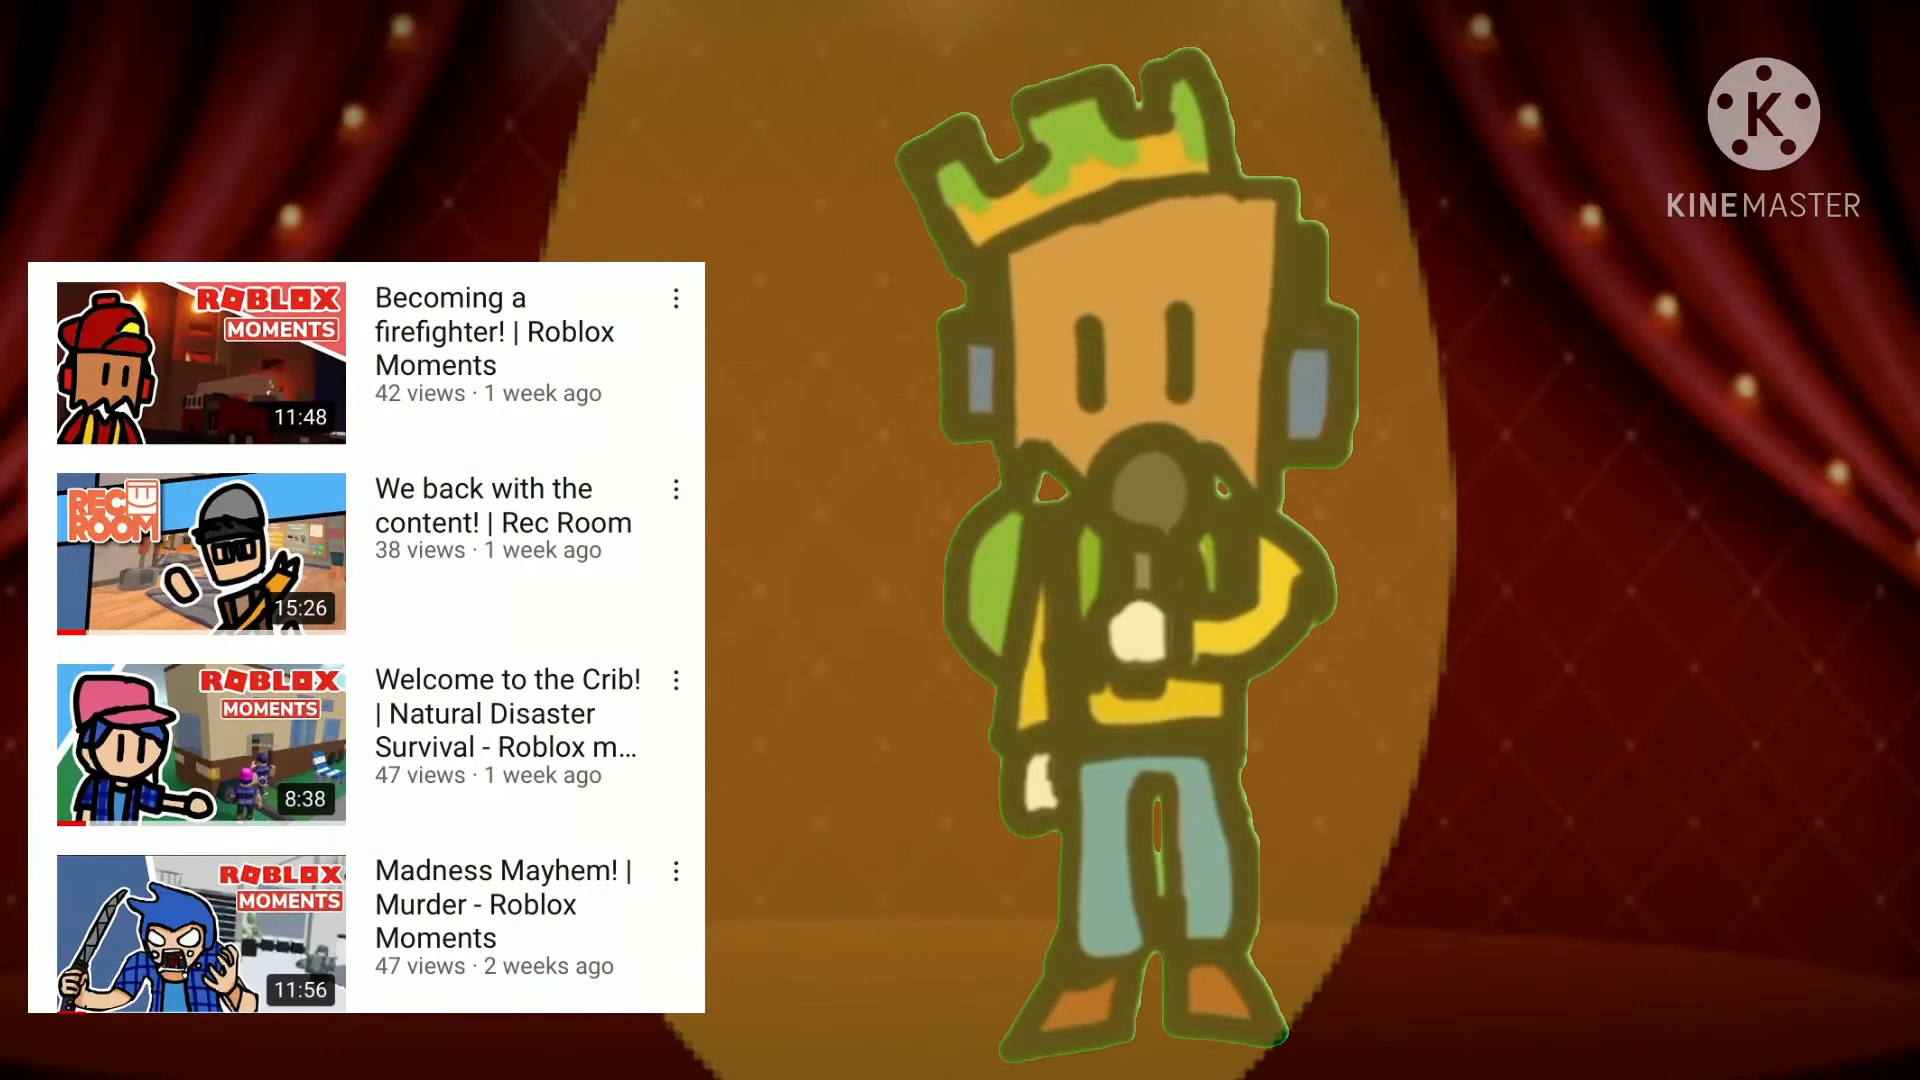 K
KINEMASTER
ROBLOX
MOMENTS
11:48
Becoming a
firefighter! | Roblox
Moments
42 views · 1 week ago
REC
ROOM
15:26
We back with the
content! | Rec Room
38 views · 1 week ago
ROBLOX
MOMENTS
8:38
Welcome to the Crib!
| Natural Disaster
Survival - Roblox m...
47 views · 1 week ago
ROBLOX
MOMENTS
11:56
Madness Mayhem! |
Murder - Roblox
Moments
47 views · 2 weeks ago